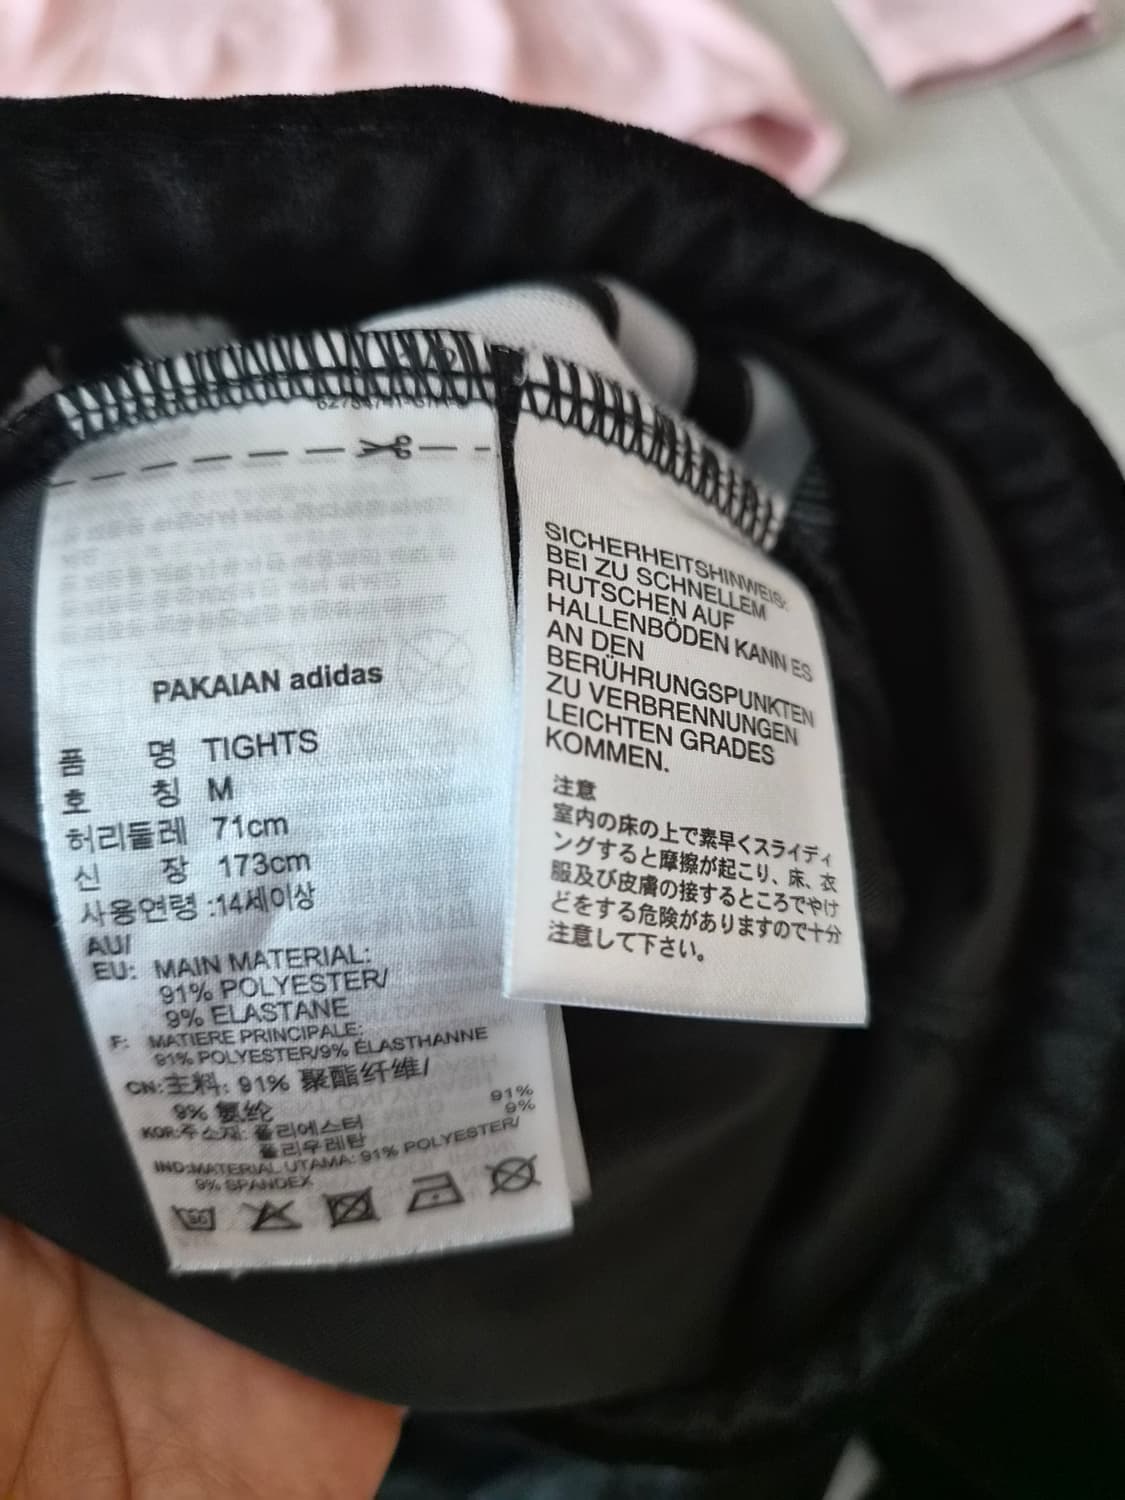 PAKAIAN adidas
품 명 TIGHTS
호 칭 M
허리둘레 71cm
신 장 173cm
사용연령 :14세이상
AU/
EU: MAIN MATERIAL:
91% POLYESTER/
9% ELASTANE
F: MATIERE PRINCIPALE:
91% POLYESTER/9% ÉLASTHANNE
CN:主料: 91% 聚酯纤维/
9% 氨纶
KOR:주소재: 폴리에스터 91%
폴리우레탄 9%
IND:MATERIAL UTAMA: 91% POLYESTER/
9% SPANDEX
SICHERHEITSHINWEIS:
BEI ZU SCHNELLEM
RUTSCHEN AUF
HALLENBÖDEN KANN ES
AN DEN
BERÜHRUNGSPUNKTEN
ZU VERBRENNUNGEN
LEICHTEN GRADES
KOMMEN.
注意
室内の床の上で素早くスライディ
ングすると摩擦が起こり、床、衣
服及び皮膚の接するところでやけ
どをする危険がありますので十分
注意して下さい。